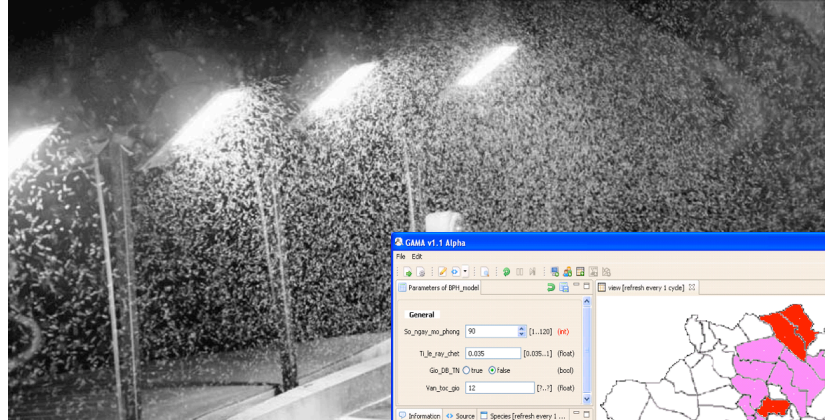 GAMA v1.1 Alpha
File Edit
Parameters of BPH_model
view [refresh every 1 cycle]
General
So_ngay_mo_phong 90 [1..120] (int)
Ti_le_ray_chet 0.035 [0.035...1] (float)
Gio_DB_TN true false (bool)
Van_toc_gio 12 [?..?] (float)
Information Source Species [refresh every 1 ...